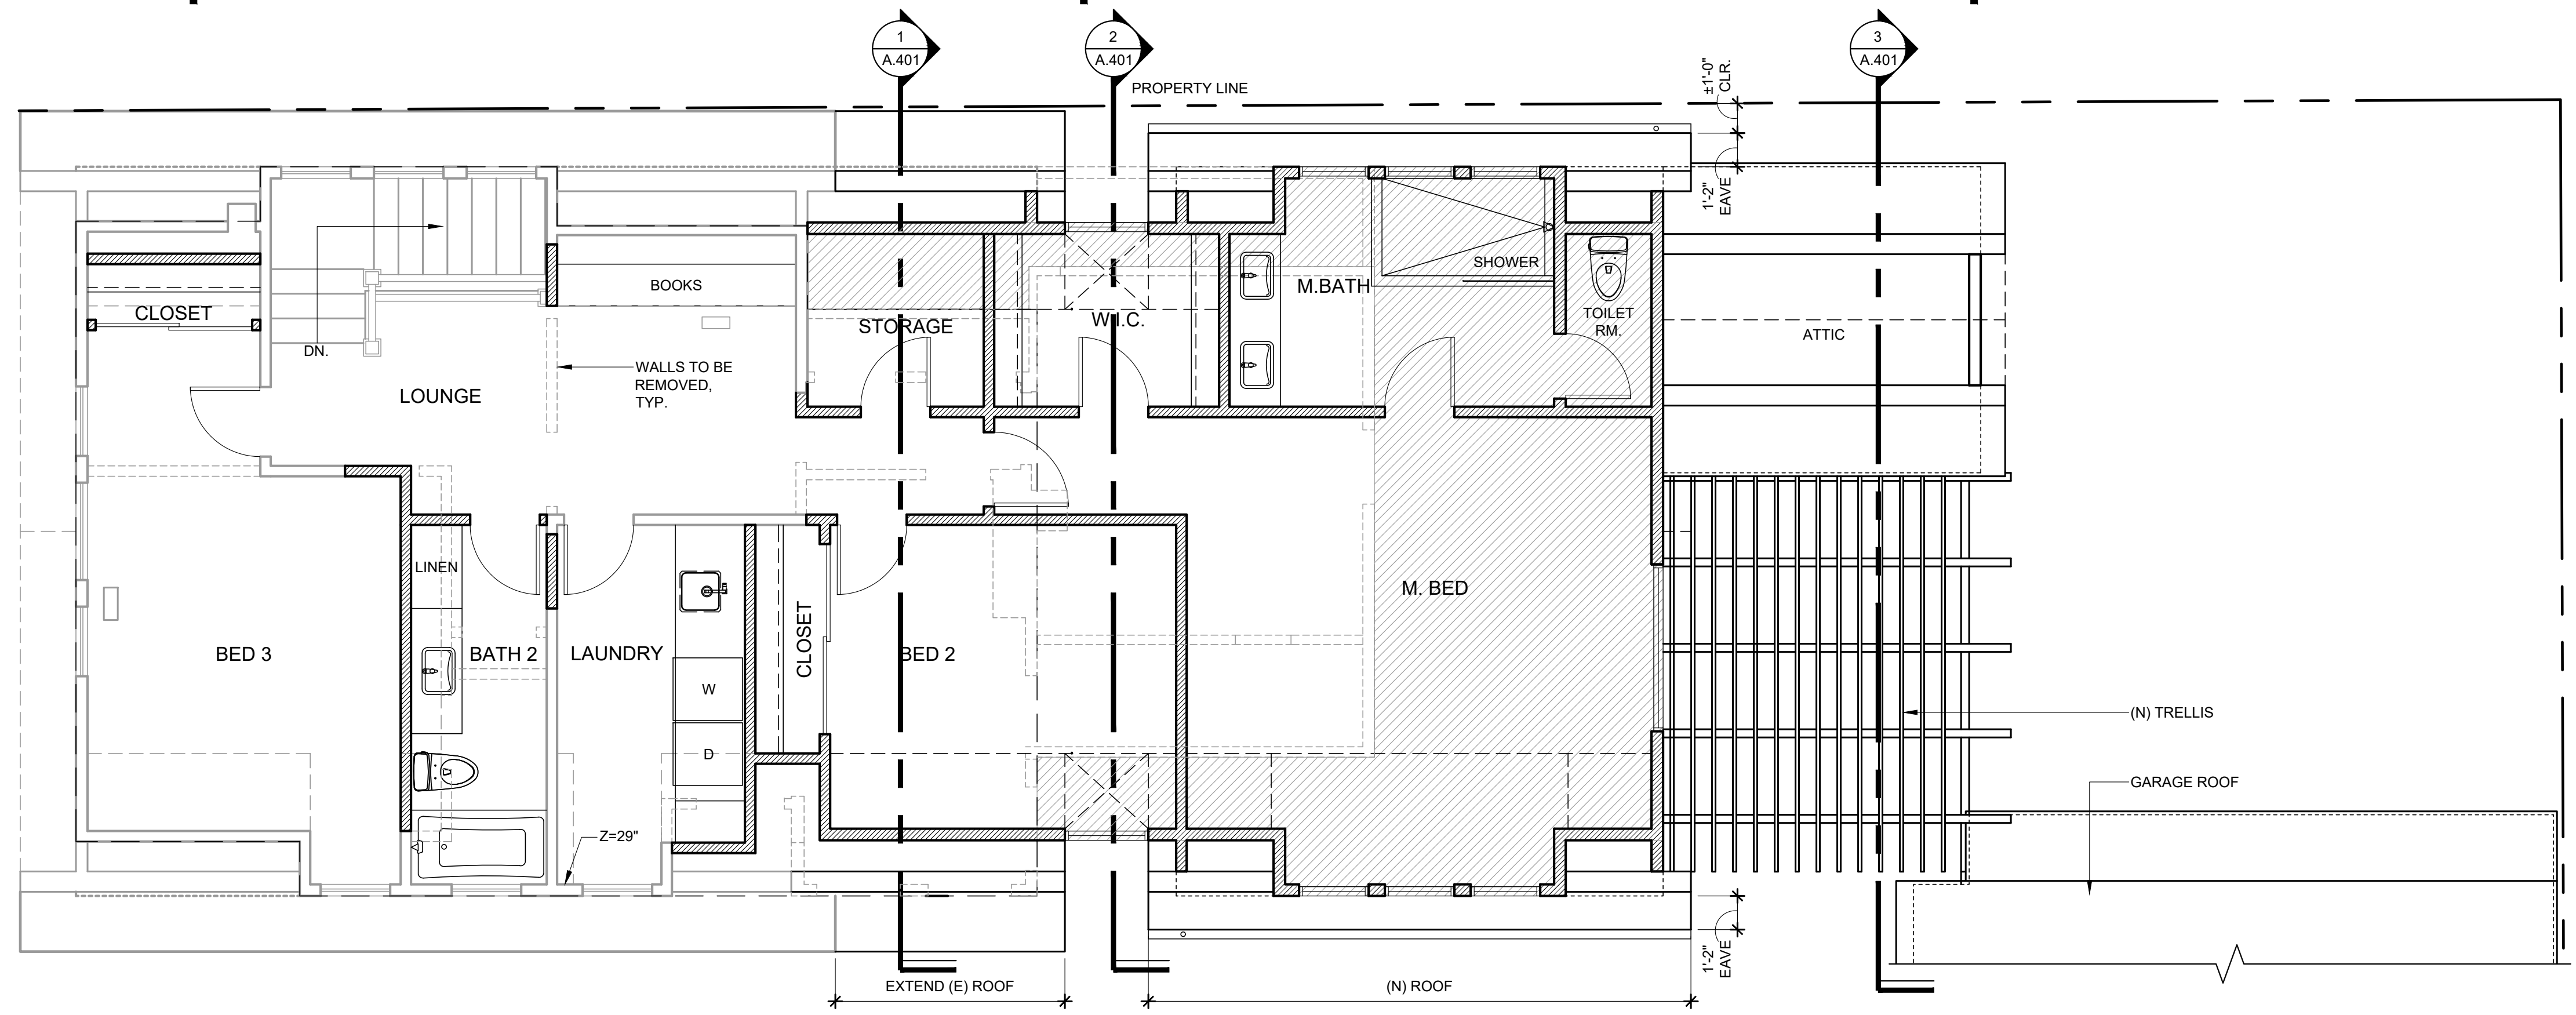 1
A.401
2
A.401
3
A.401
PROPERTY LINE
±1'-0"
CLR.
1'-2"
EAVE
BOOKS
SHOWER
M.BATH
CLOSET
STORAGE
W.I.C.
TOILET
RM.
ATTIC
DN.
WALLS TO BE
REMOVED,
TYP.
LOUNGE
LINEN
M. BED
BED 3
BATH 2
LAUNDRY
CLOSET
BED 2
W
D
(N) TRELLIS
GARAGE ROOF
Z=29"
1'-2"
EAVE
EXTEND (E) ROOF
(N) ROOF